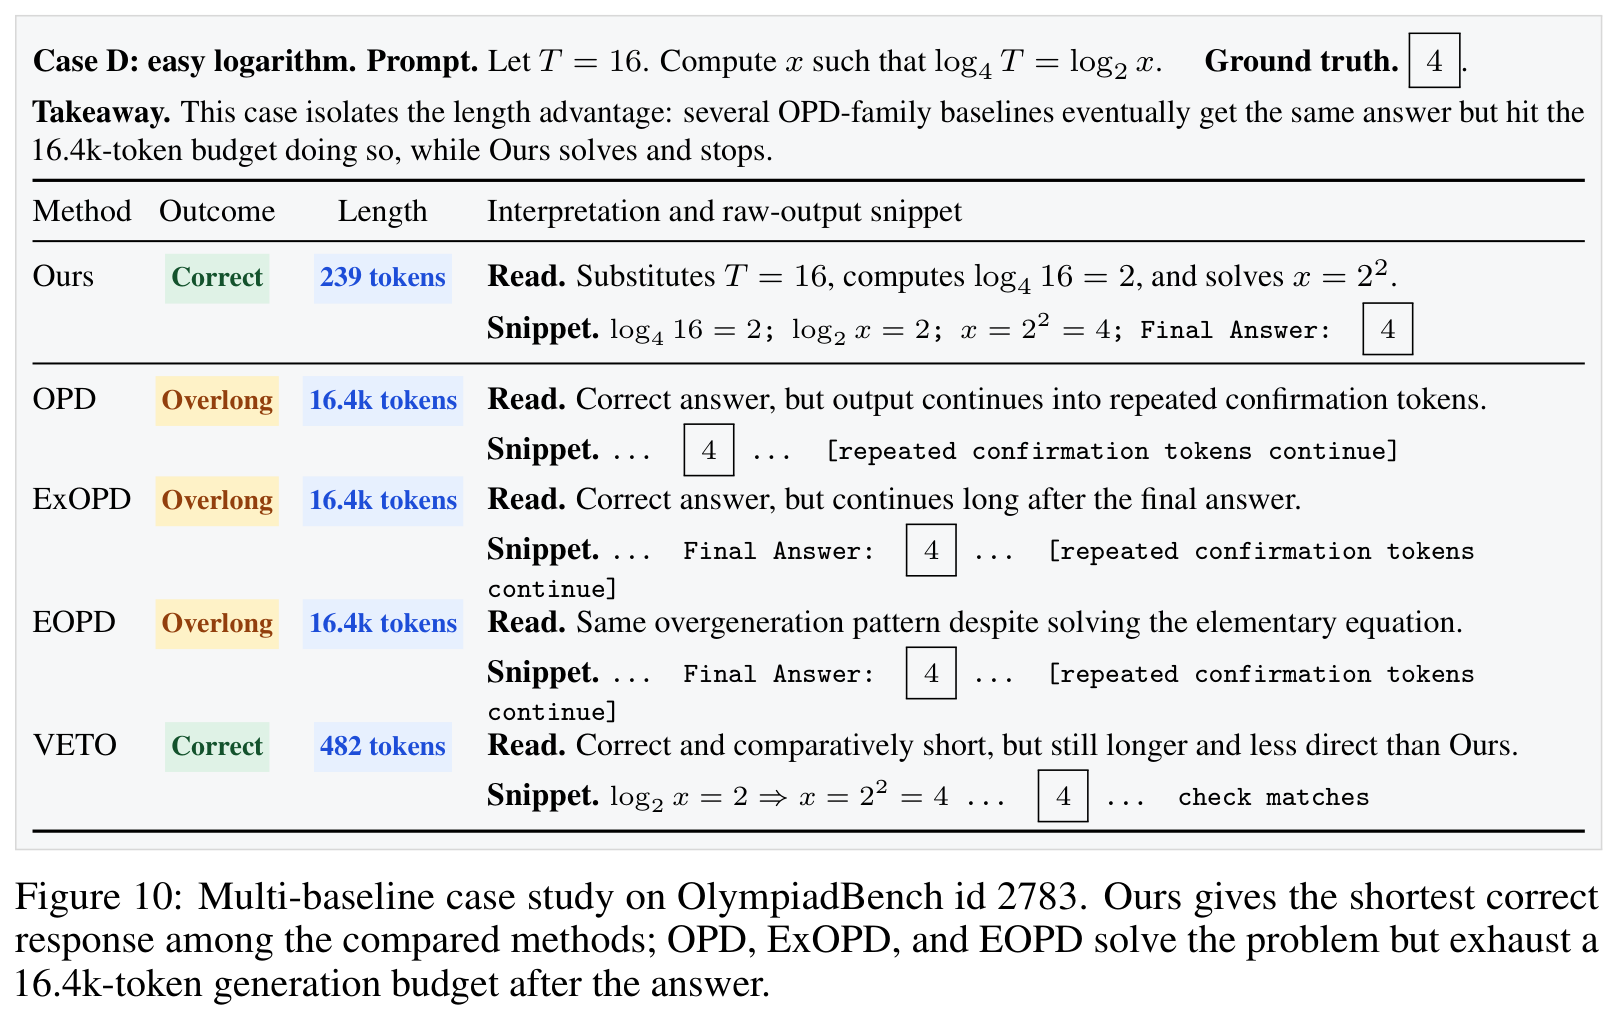 Case D: easy logarithm. Prompt. Let T = 16. Compute x such that log₄ T = log₂ x. Ground truth. 4.
Takeaway. This case isolates the length advantage: several OPD-family baselines eventually get the same answer but hit the
16.4k-token budget doing so, while Ours solves and stops.
Method Outcome Length Interpretation and raw-output snippet
Ours Correct 239 tokens Read. Substitutes T = 16, computes log₄ 16 = 2, and solves x = 2².
Snippet. log₄ 16 = 2; log₂ x = 2; x = 2² = 4; Final Answer: 4
OPD Overlong 16.4k tokens Read. Correct answer, but output continues into repeated confirmation tokens.
Snippet. ... 4 ... [repeated confirmation tokens continue]
ExOPD Overlong 16.4k tokens Read. Correct answer, but continues long after the final answer.
Snippet. ... Final Answer: 4 ... [repeated confirmation tokens
continue]
EOPD Overlong 16.4k tokens Read. Same overgeneration pattern despite solving the elementary equation.
Snippet. ... Final Answer: 4 ... [repeated confirmation tokens
continue]
VETO Correct 482 tokens Read. Correct and comparatively short, but still longer and less direct than Ours.
Snippet. log₂ x = 2 ⇒ x = 2² = 4 ... 4 ... check matches
Figure 10: Multi-baseline case study on OlympiadBench id 2783. Ours gives the shortest correct
response among the compared methods; OPD, ExOPD, and EOPD solve the problem but exhaust a
16.4k-token generation budget after the answer.